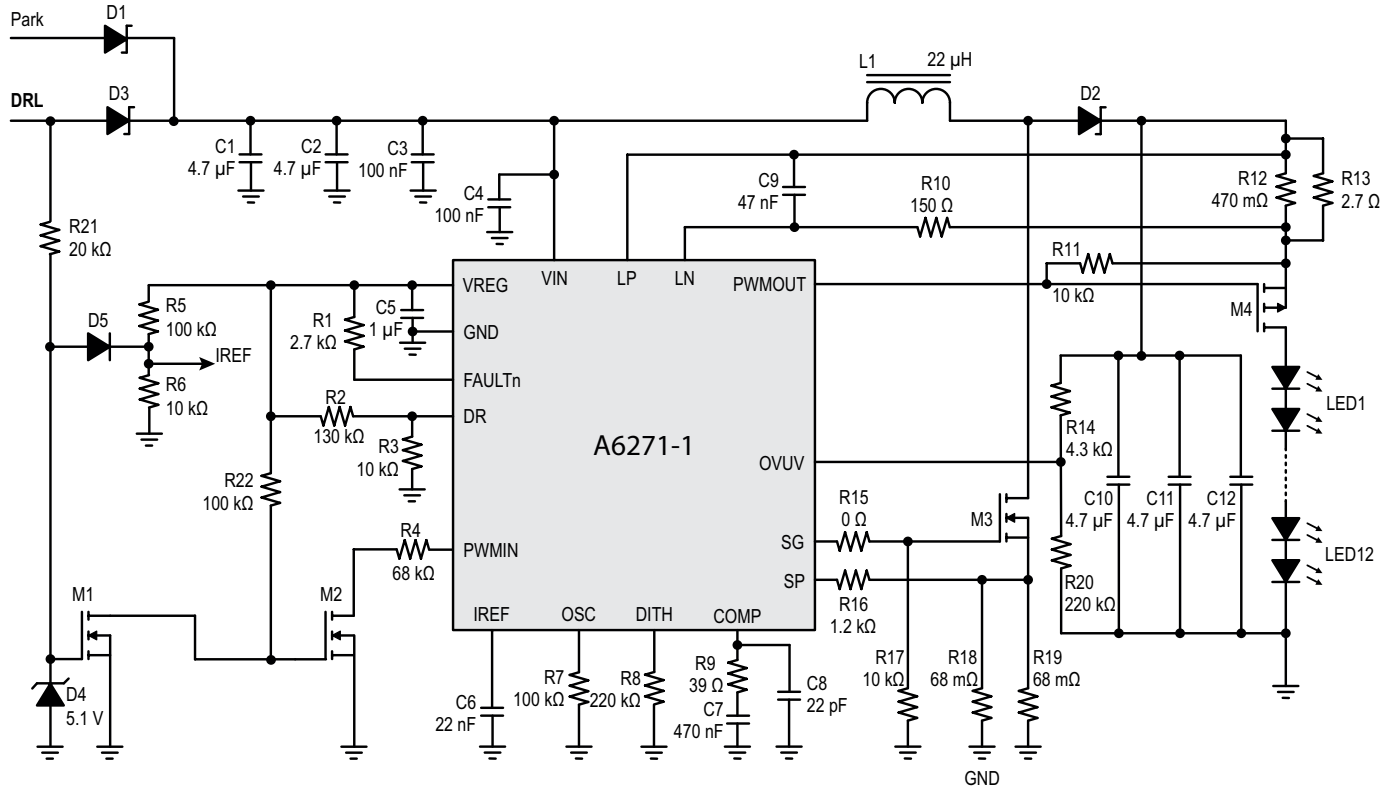 Park
D1
DRL
D3
C1
4.7 µF
C2
4.7 µF
C3
100 nF
L1
22 µH
D2
C4
100 nF
C9
47 nF
R10
150 Ω
R12
470 mΩ
R13
2.7 Ω
R21
20 kΩ
R11
10 kΩ
M4
VIN
LP
LN
VREG
PWMOUT
GND
FAULTn
DR
A6271-1
OVUV
SG
SP
PWMIN
IREF
OSC
DITH
COMP
D5
R5
100 kΩ
IREF
R6
10 kΩ
R1
2.7 kΩ
C5
1 µF
R2
130 kΩ
R3
10 kΩ
R22
100 kΩ
R4
68 kΩ
M1
M2
D4
5.1 V
C6
22 nF
R7
100 kΩ
R8
220 kΩ
R9
39 Ω
C7
470 nF
C8
22 pF
R15
0 Ω
R16
1.2 kΩ
R17
10 kΩ
R18
68 mΩ
R19
68 mΩ
GND
M3
R14
4.3 kΩ
R20
220 kΩ
C10
4.7 µF
C11
4.7 µF
C12
4.7 µF
LED1
LED12